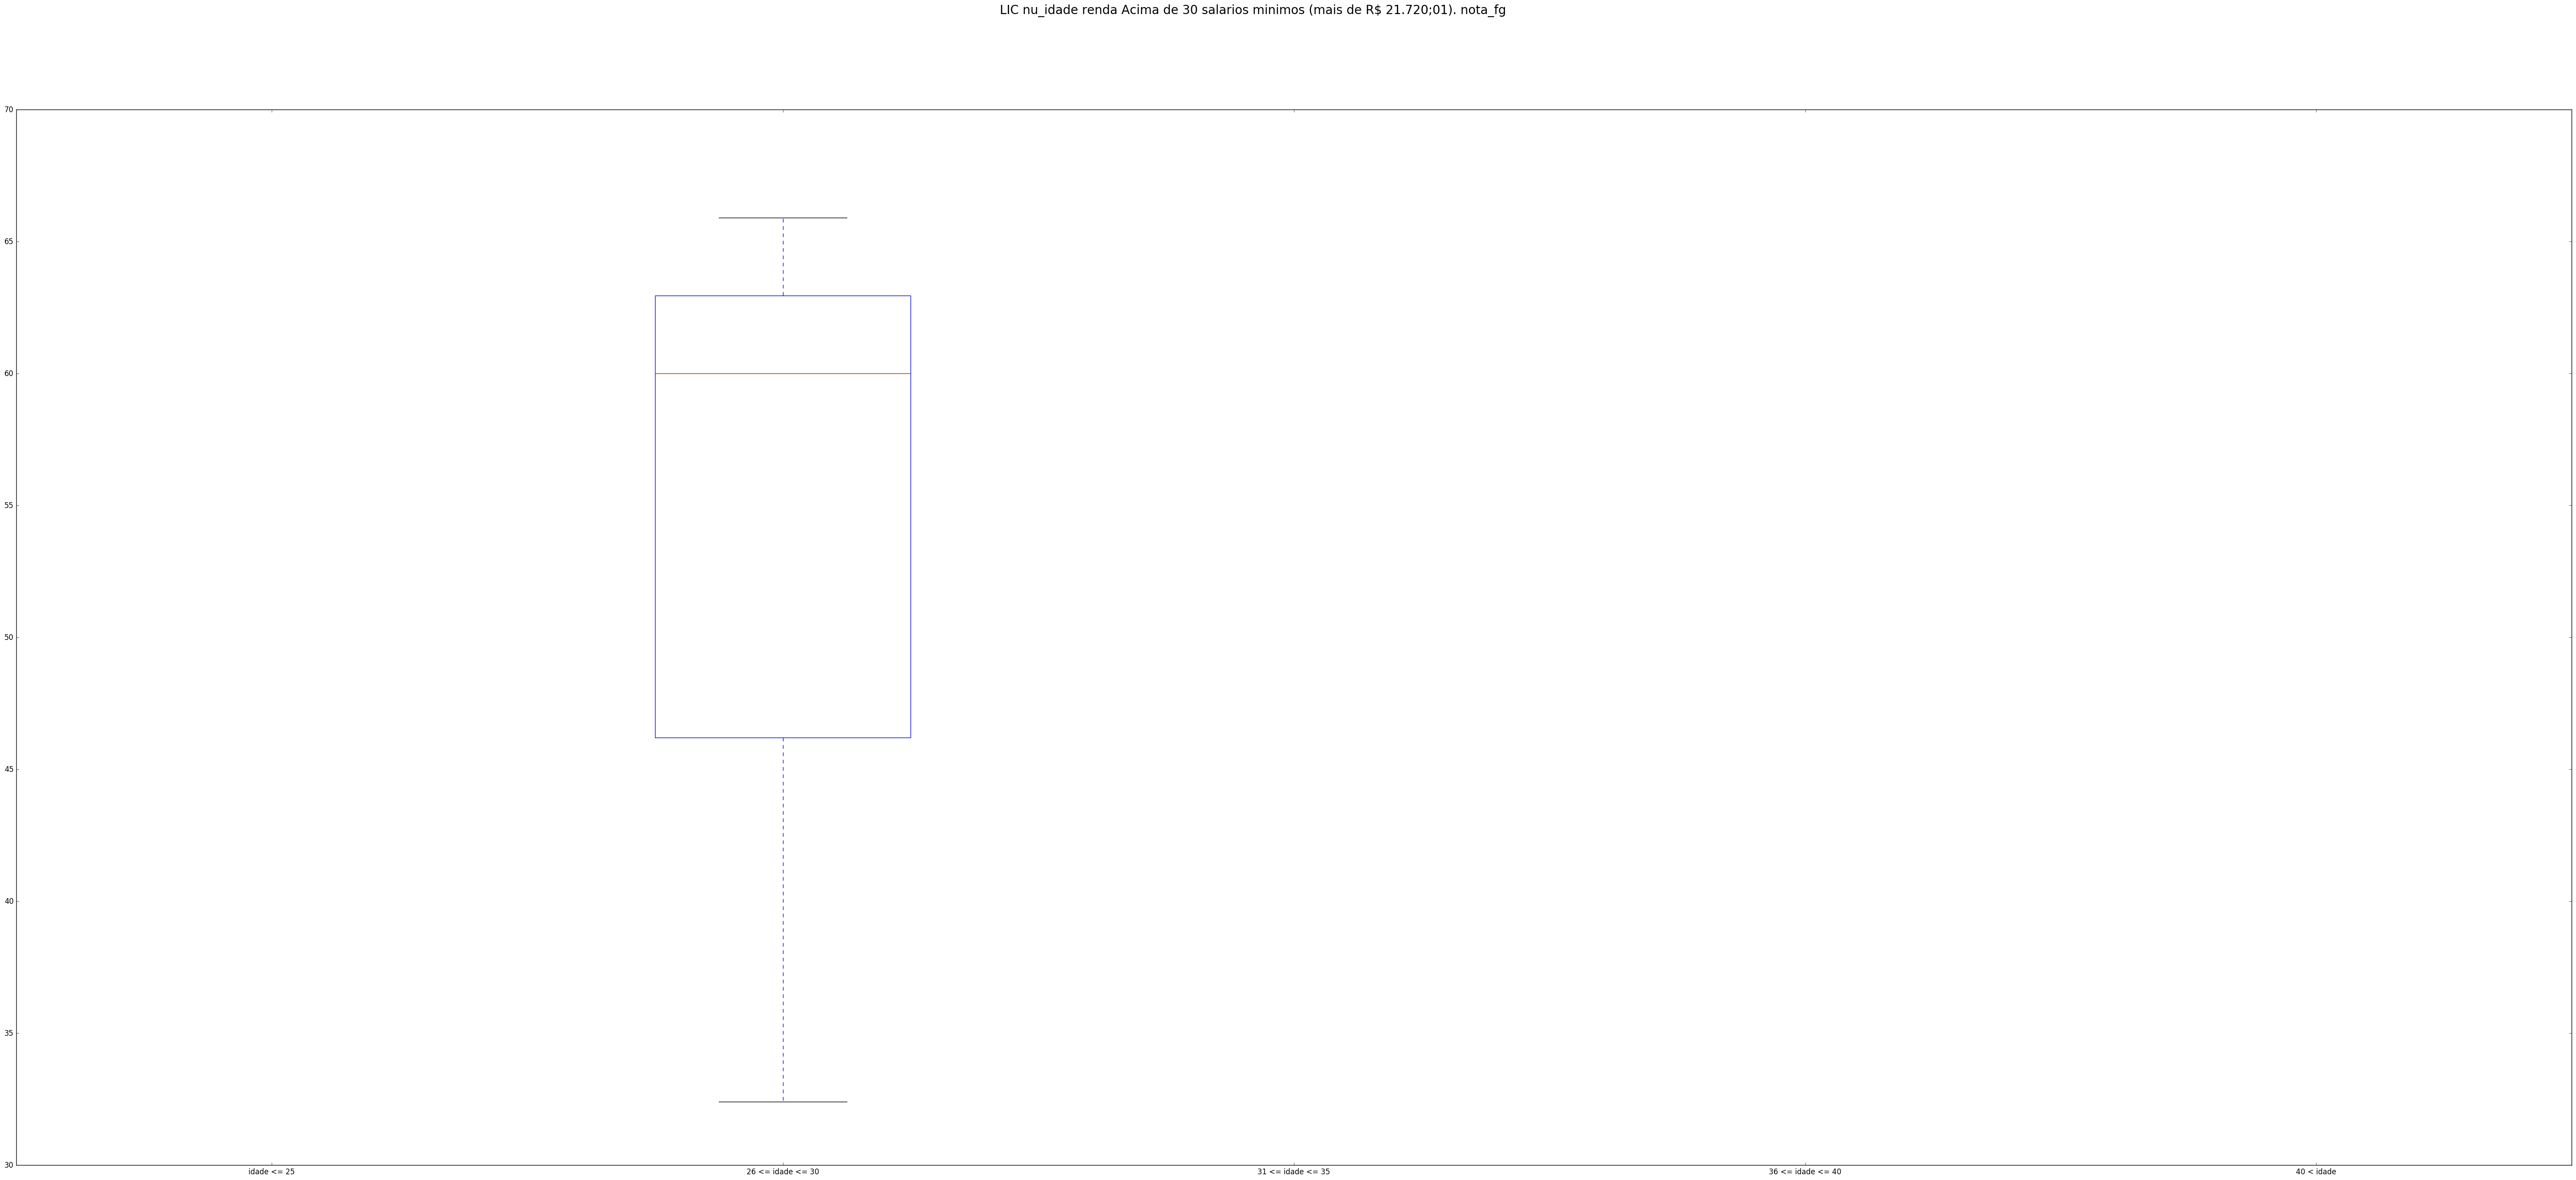 LIC nu_idade renda Acima de 30 salarios minimos (mais de R$ 21.720;01). nota_fg
70
65
60
55
50
45
40
35
30
idade <= 25
26 <= idade <= 30
31 <= idade <= 35
36 <= idade <= 40
40 < idade